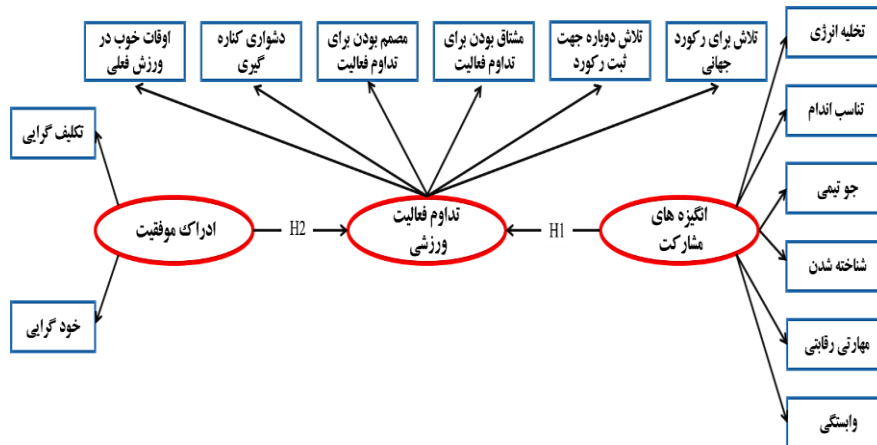 تخلیه انرژی
تلاش برای رکورد
جهانی
تلاش دوباره جهت
ثبت رکورد
مشتاق بودن برای
تداوم فعالیت
مصمم بودن برای
تداوم فعالیت
دشواری کناره
گیری
اوقات خوب در
ورزش فعلی
تناسب اندام
تکلیف گرایی
جو تیمی
انگیزه های
مشارکت
H1
تداوم فعالیت
ورزشی
H2
ادراک موفقیت
شناخته شدن
مهارتی رقابتی
خود گرایی
وابستگی